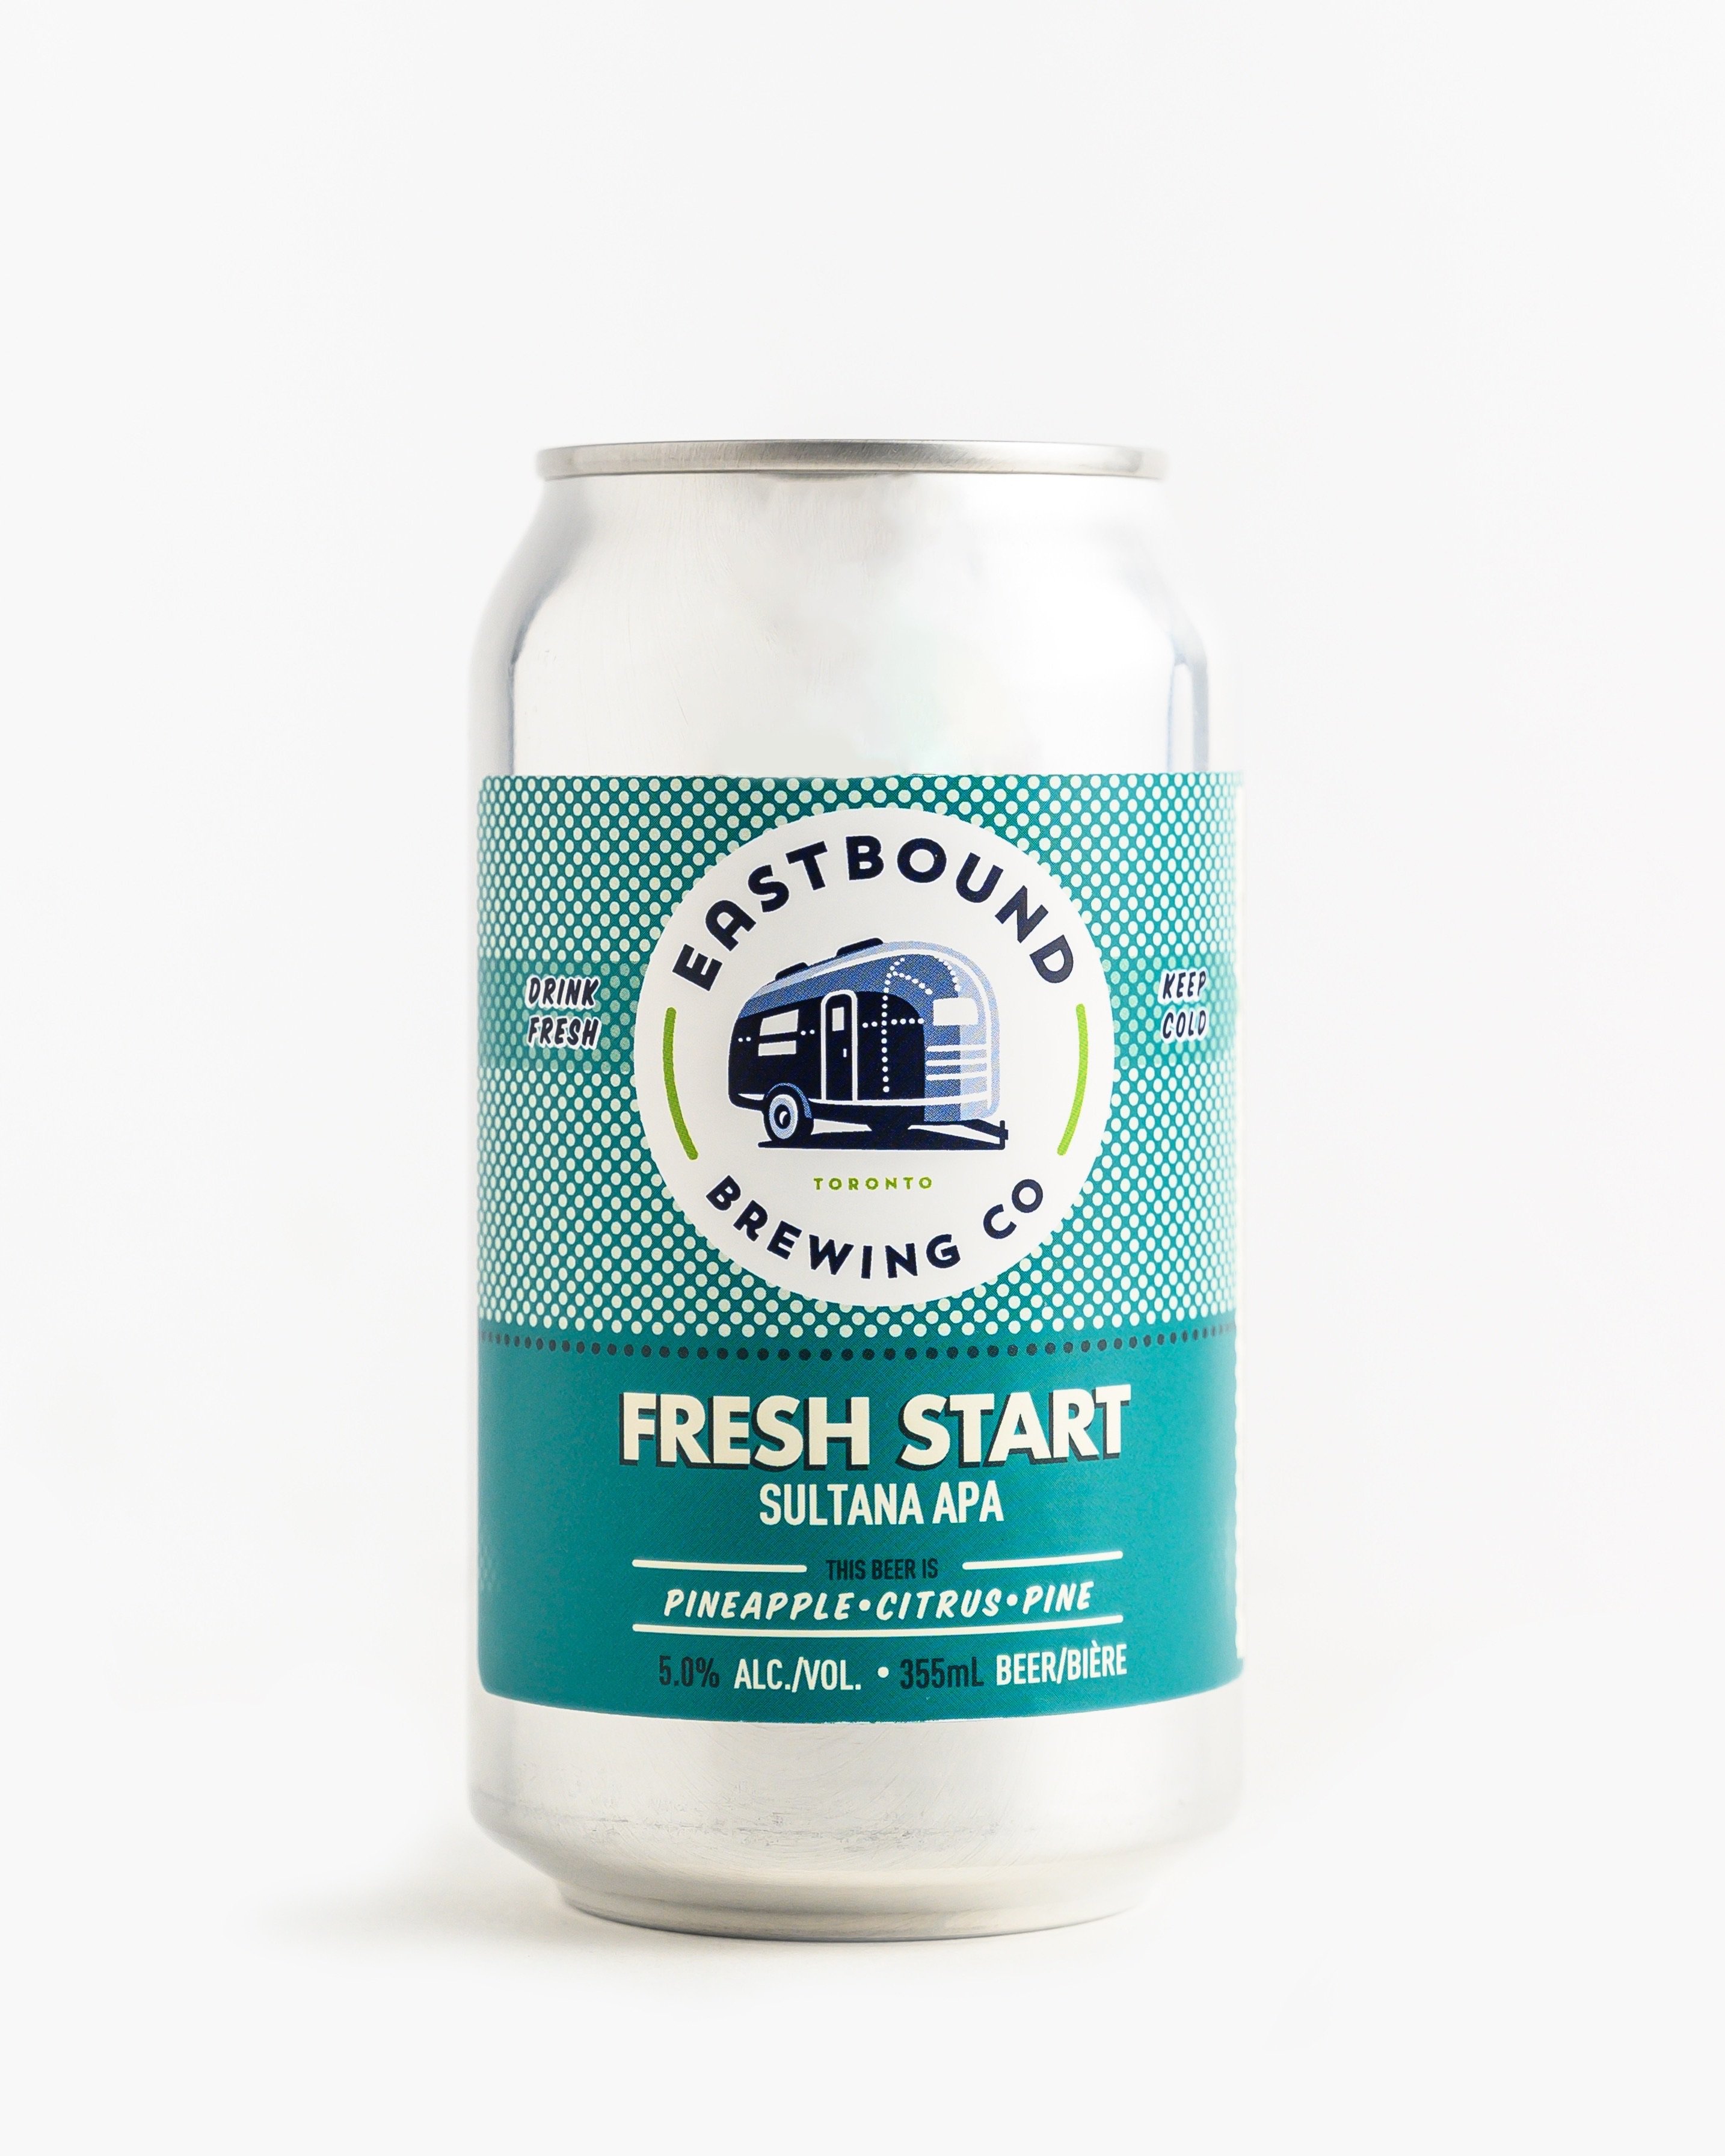 EASTBOUND
DRINK
FRESH
KEEP
COLD
TORONTO
BREWING CO
FRESH START
SULTANA APA
THIS BEER IS
PINEAPPLE•CITRUS•PINE
5.0% ALC./VOL. • 355mL BEER/BIÈRE